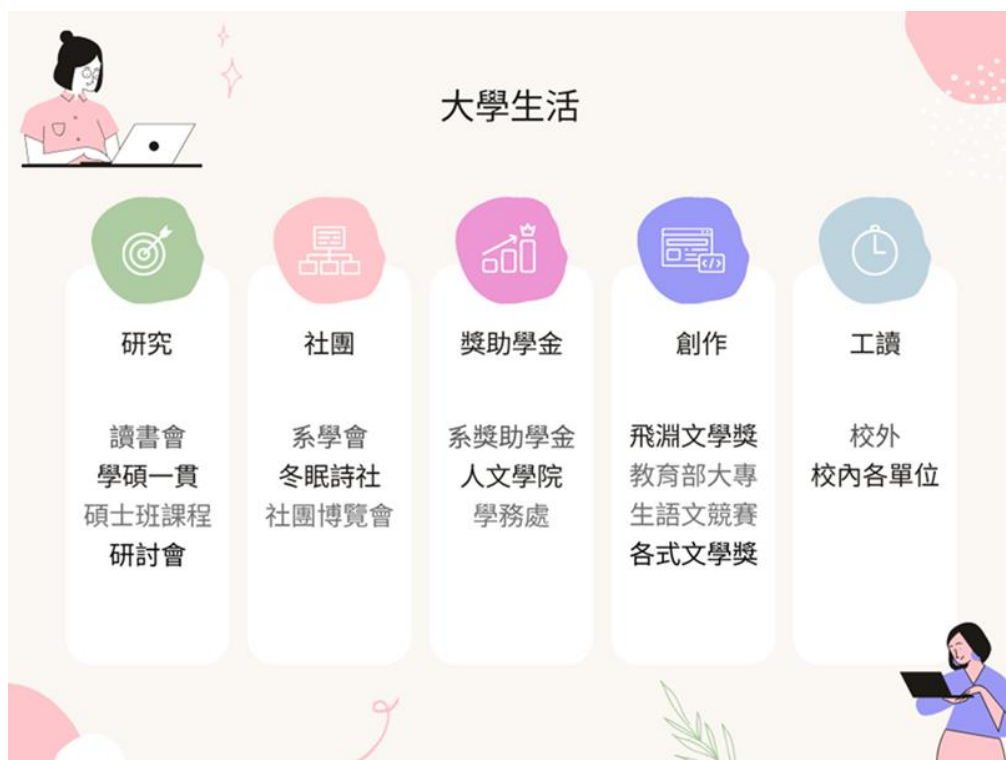 大學生活
研究
讀書會
學碩一貫
碩士班課程
研討會
社團
系學會
冬眠詩社
社團博覽會
獎助學金
系獎助學金
人文學院
學務處
創作
飛淵文學獎
教育部大專
生語文競賽
各式文學獎
工讀
校外
校內各單位